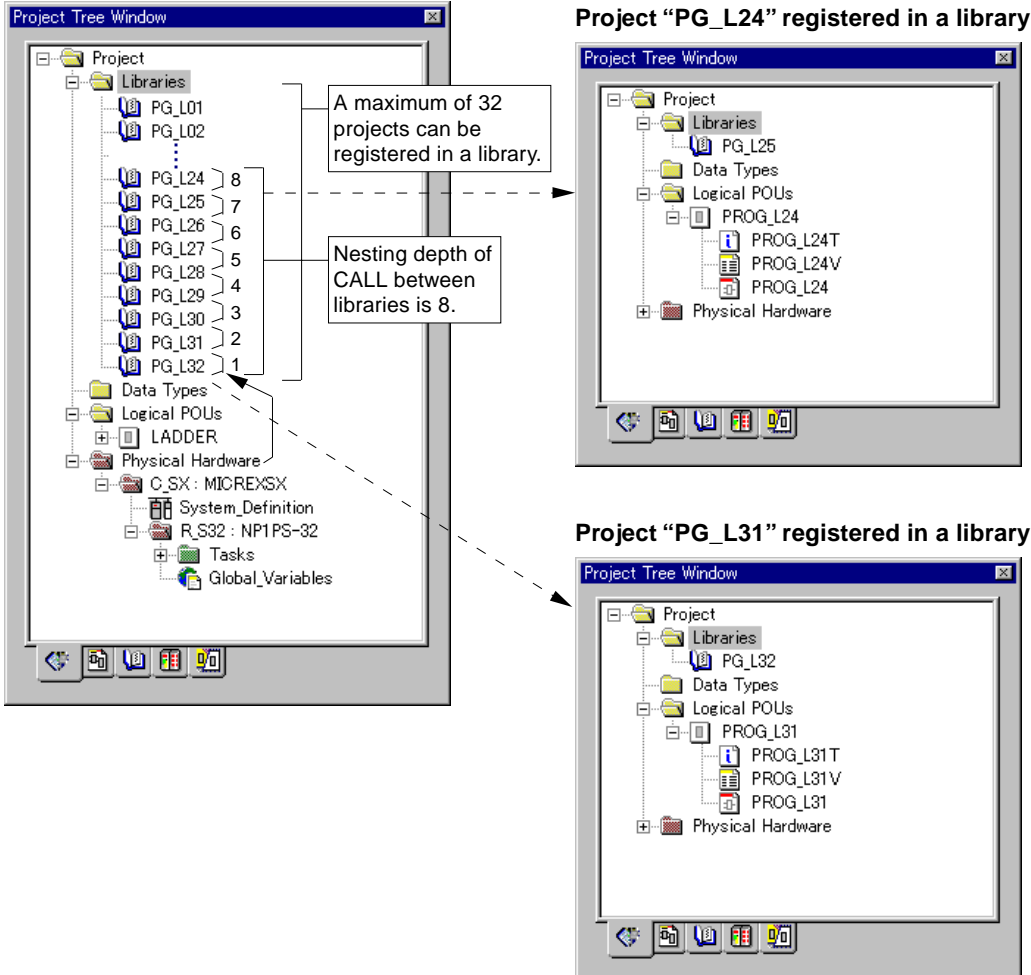 Project Tree Window
Project
Libraries
PG_L01
PG_L02
PG_L24
PG_L25
PG_L26
PG_L27
PG_L28
PG_L29
PG_L30
PG_L31
PG_L32
8
7
6
5
4
3
2
1
Data Types
Logical POUs
LADDER
Physical Hardware
C_SX : MICREXSX
System_Definition
R_S32 : NP1PS-32
Tasks
Global_Variables
A maximum of 32
projects can be
registered in a library.
Nesting depth of
CALL between
libraries is 8.
Project “PG_L24” registered in a library
Project Tree Window
Project
Libraries
PG_L25
Data Types
Logical POUs
PROG_L24
PROG_L24T
PROG_L24V
PROG_L24
Physical Hardware
Project “PG_L31” registered in a library
Project Tree Window
Project
Libraries
PG_L32
Data Types
Logical POUs
PROG_L31
PROG_L31T
PROG_L31V
PROG_L31
Physical Hardware